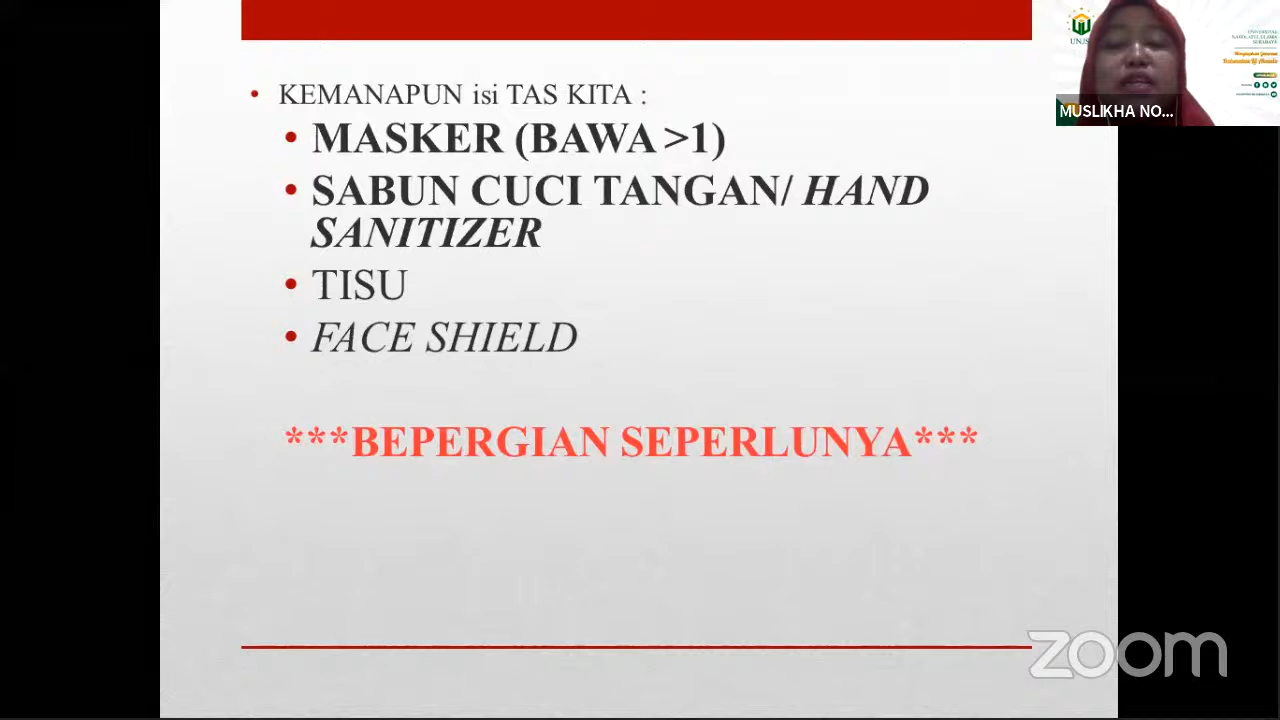 KEMANAPUN isi TAS KITA :
MASKER (BAWA >1)
SABUN CUCI TANGAN/ HAND
SANITIZER
TISU
FACE SHIELD
***BEPERGIAN SEPERLUNYA***
MUSLIKHA NO...
zoom